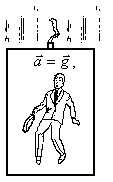 a⃗ = g⃗,